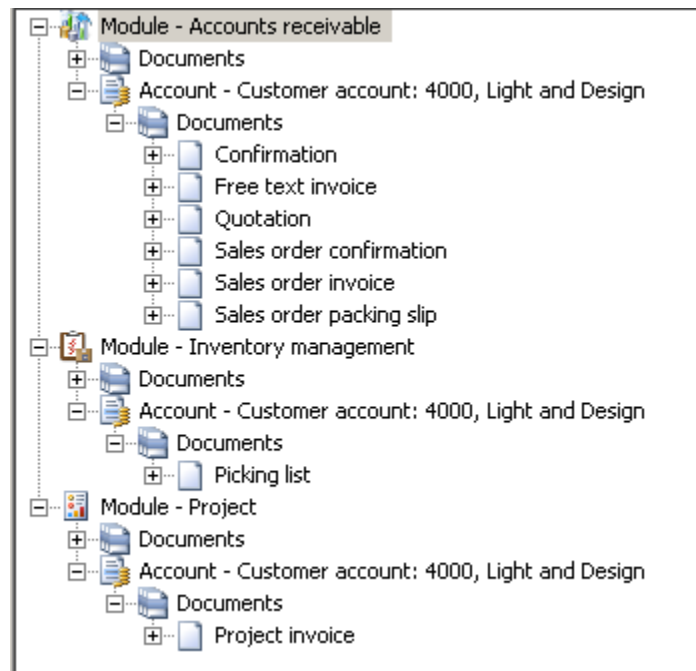 Module - Accounts receivable
Documents
Account - Customer account: 4000, Light and Design
Documents
Confirmation
Free text invoice
Quotation
Sales order confirmation
Sales order invoice
Sales order packing slip
Module - Inventory management
Documents
Account - Customer account: 4000, Light and Design
Documents
Picking list
Module - Project
Documents
Account - Customer account: 4000, Light and Design
Documents
Project invoice